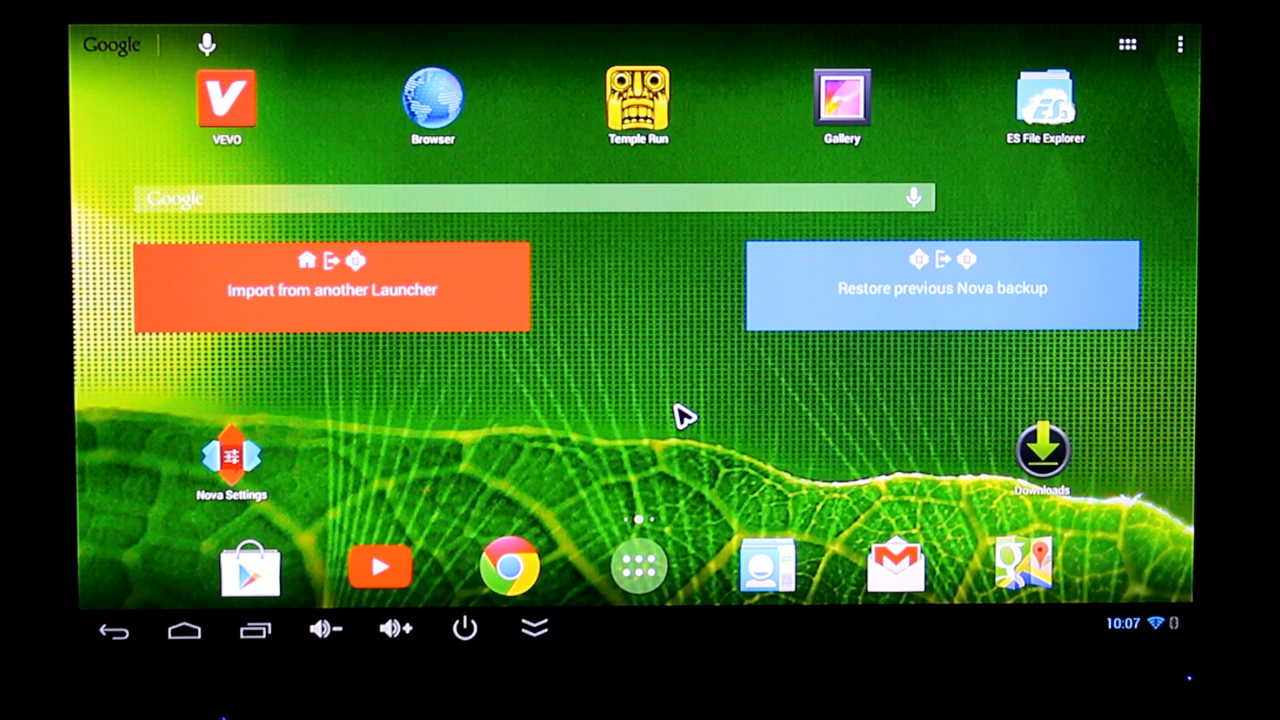 Google
VEVO
Browser
Temple Run
Gallery
ES File Explorer
Google
Import from another Launcher
Restore previous Nova backup
Nova Settings
Downloads
10:07